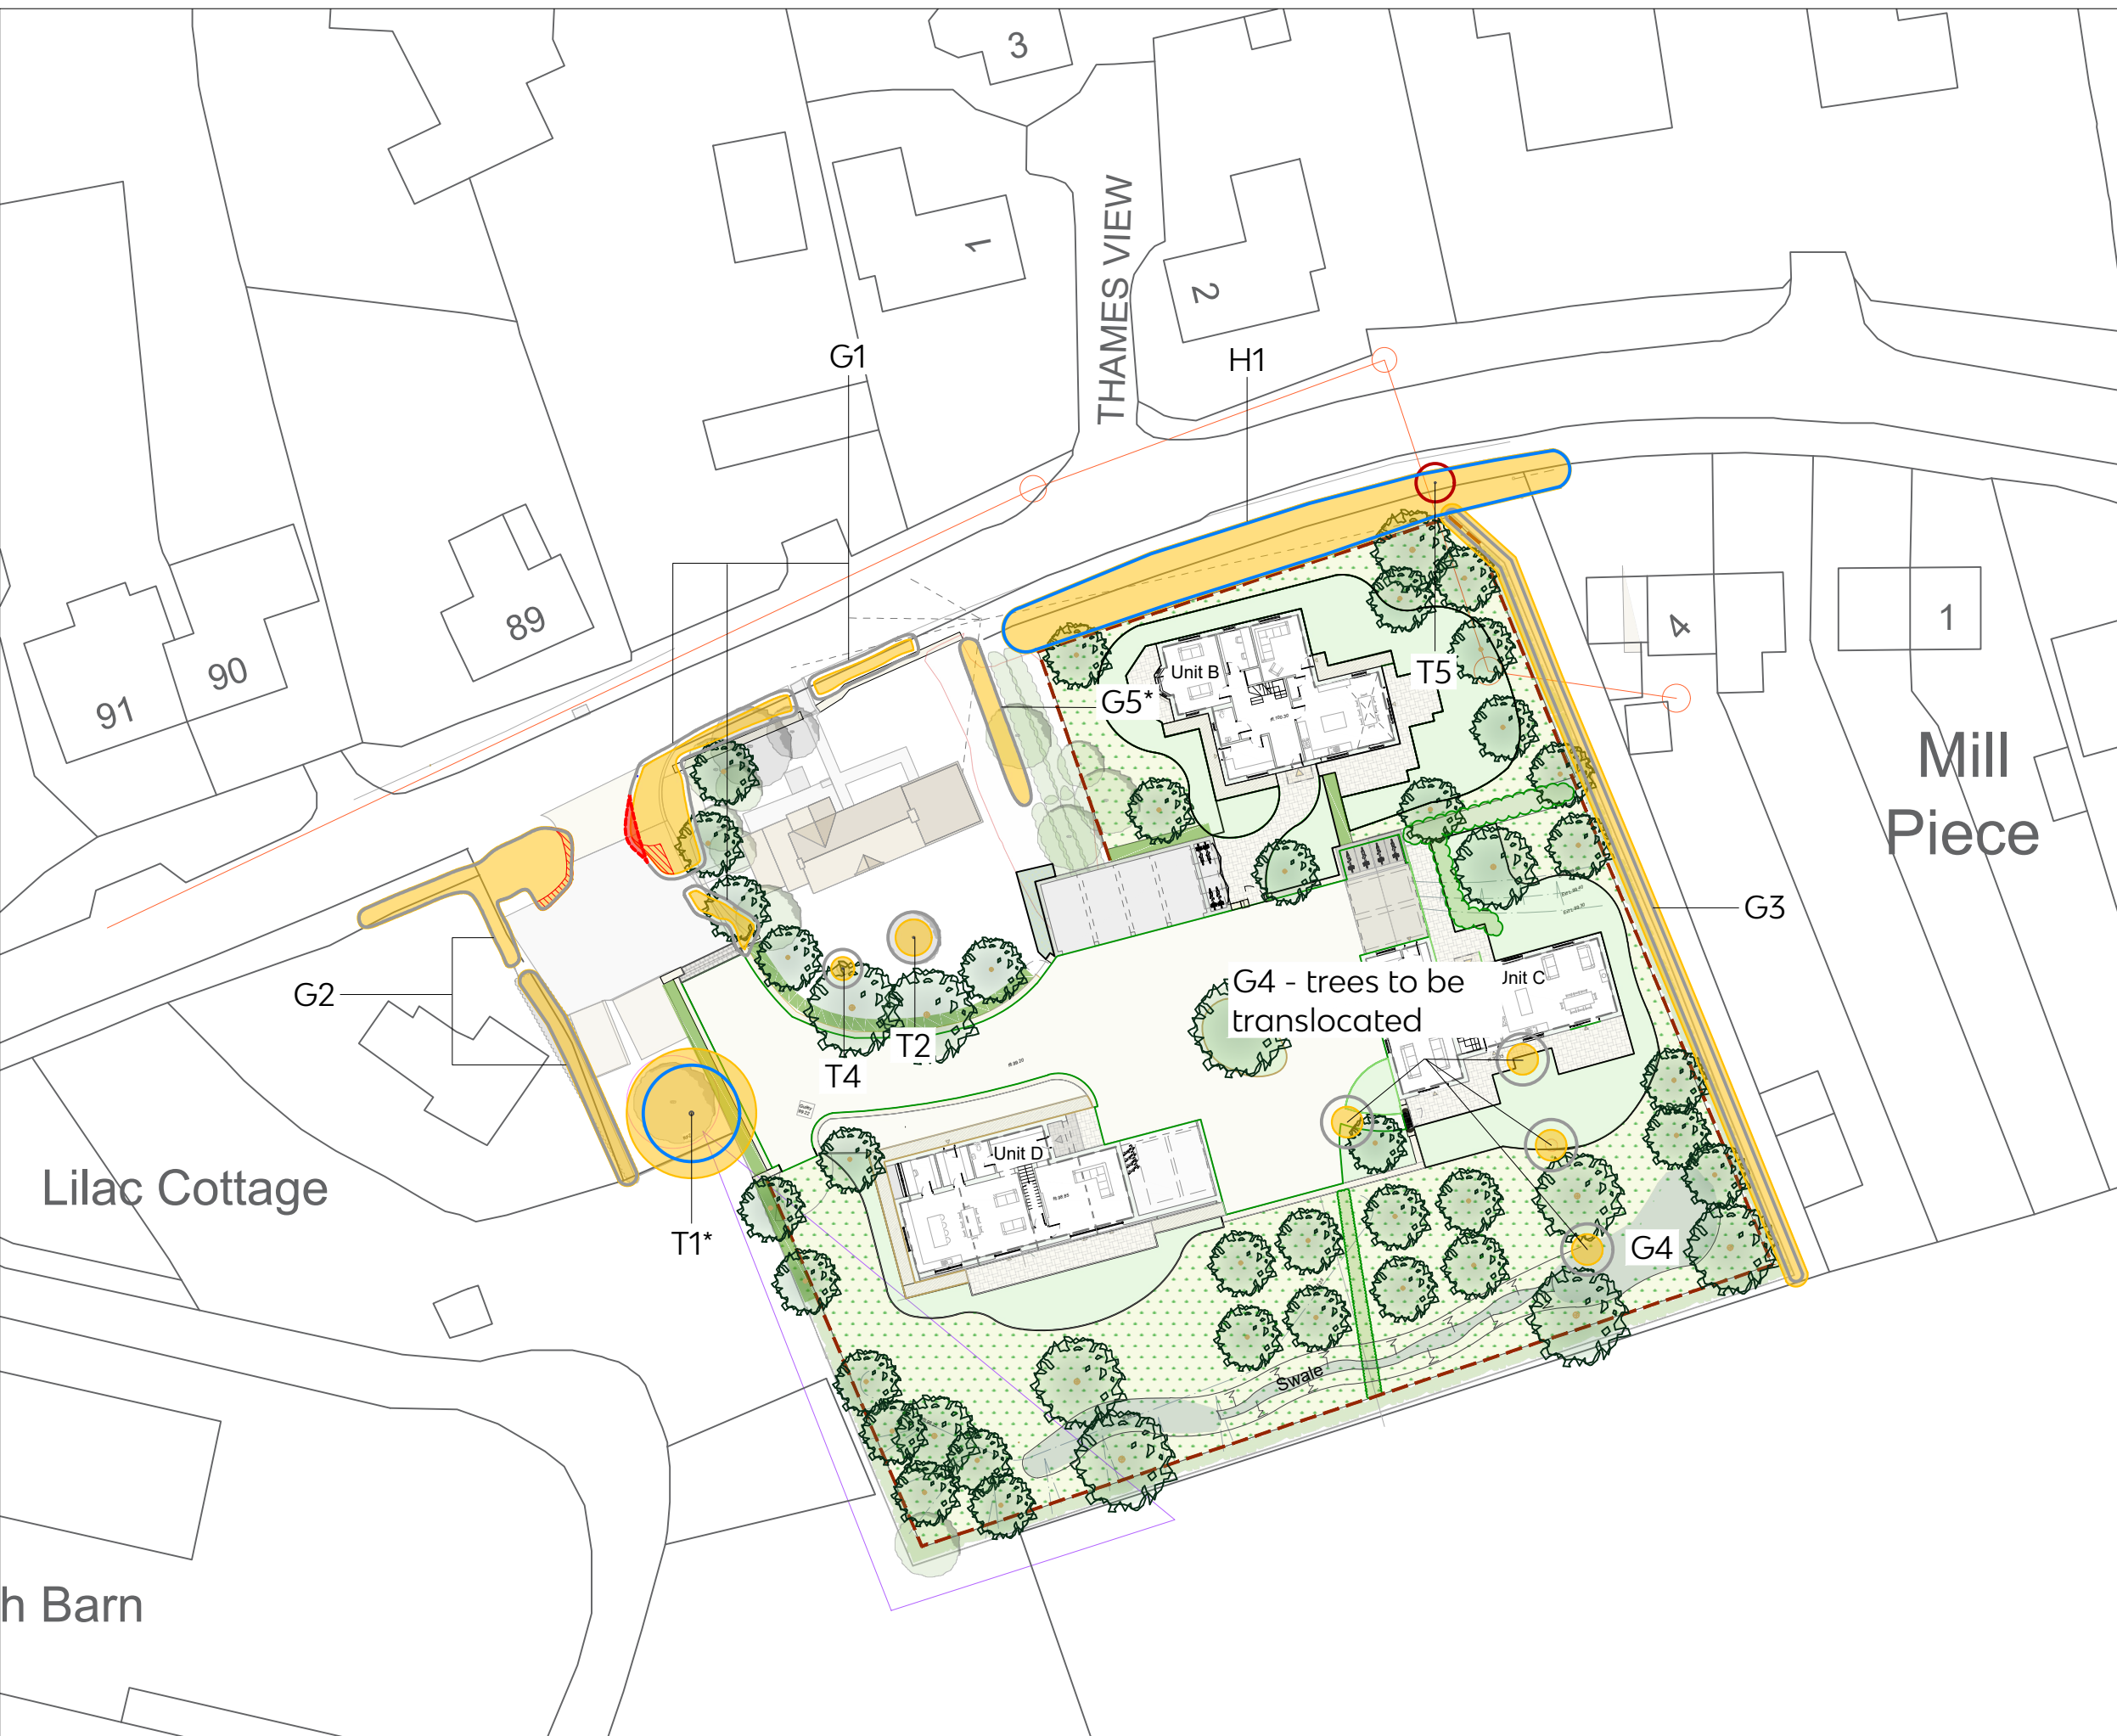 3
1
THAMES VIEW
2
G1
H1
4
1
89
90
91
Unit B
T5
G5*
Mill
Piece
G3
G4 - trees to be
translocated
Unit C
G2
T2
T4
Unit D
Lilac Cottage
T1*
G4
Swale
h Barn